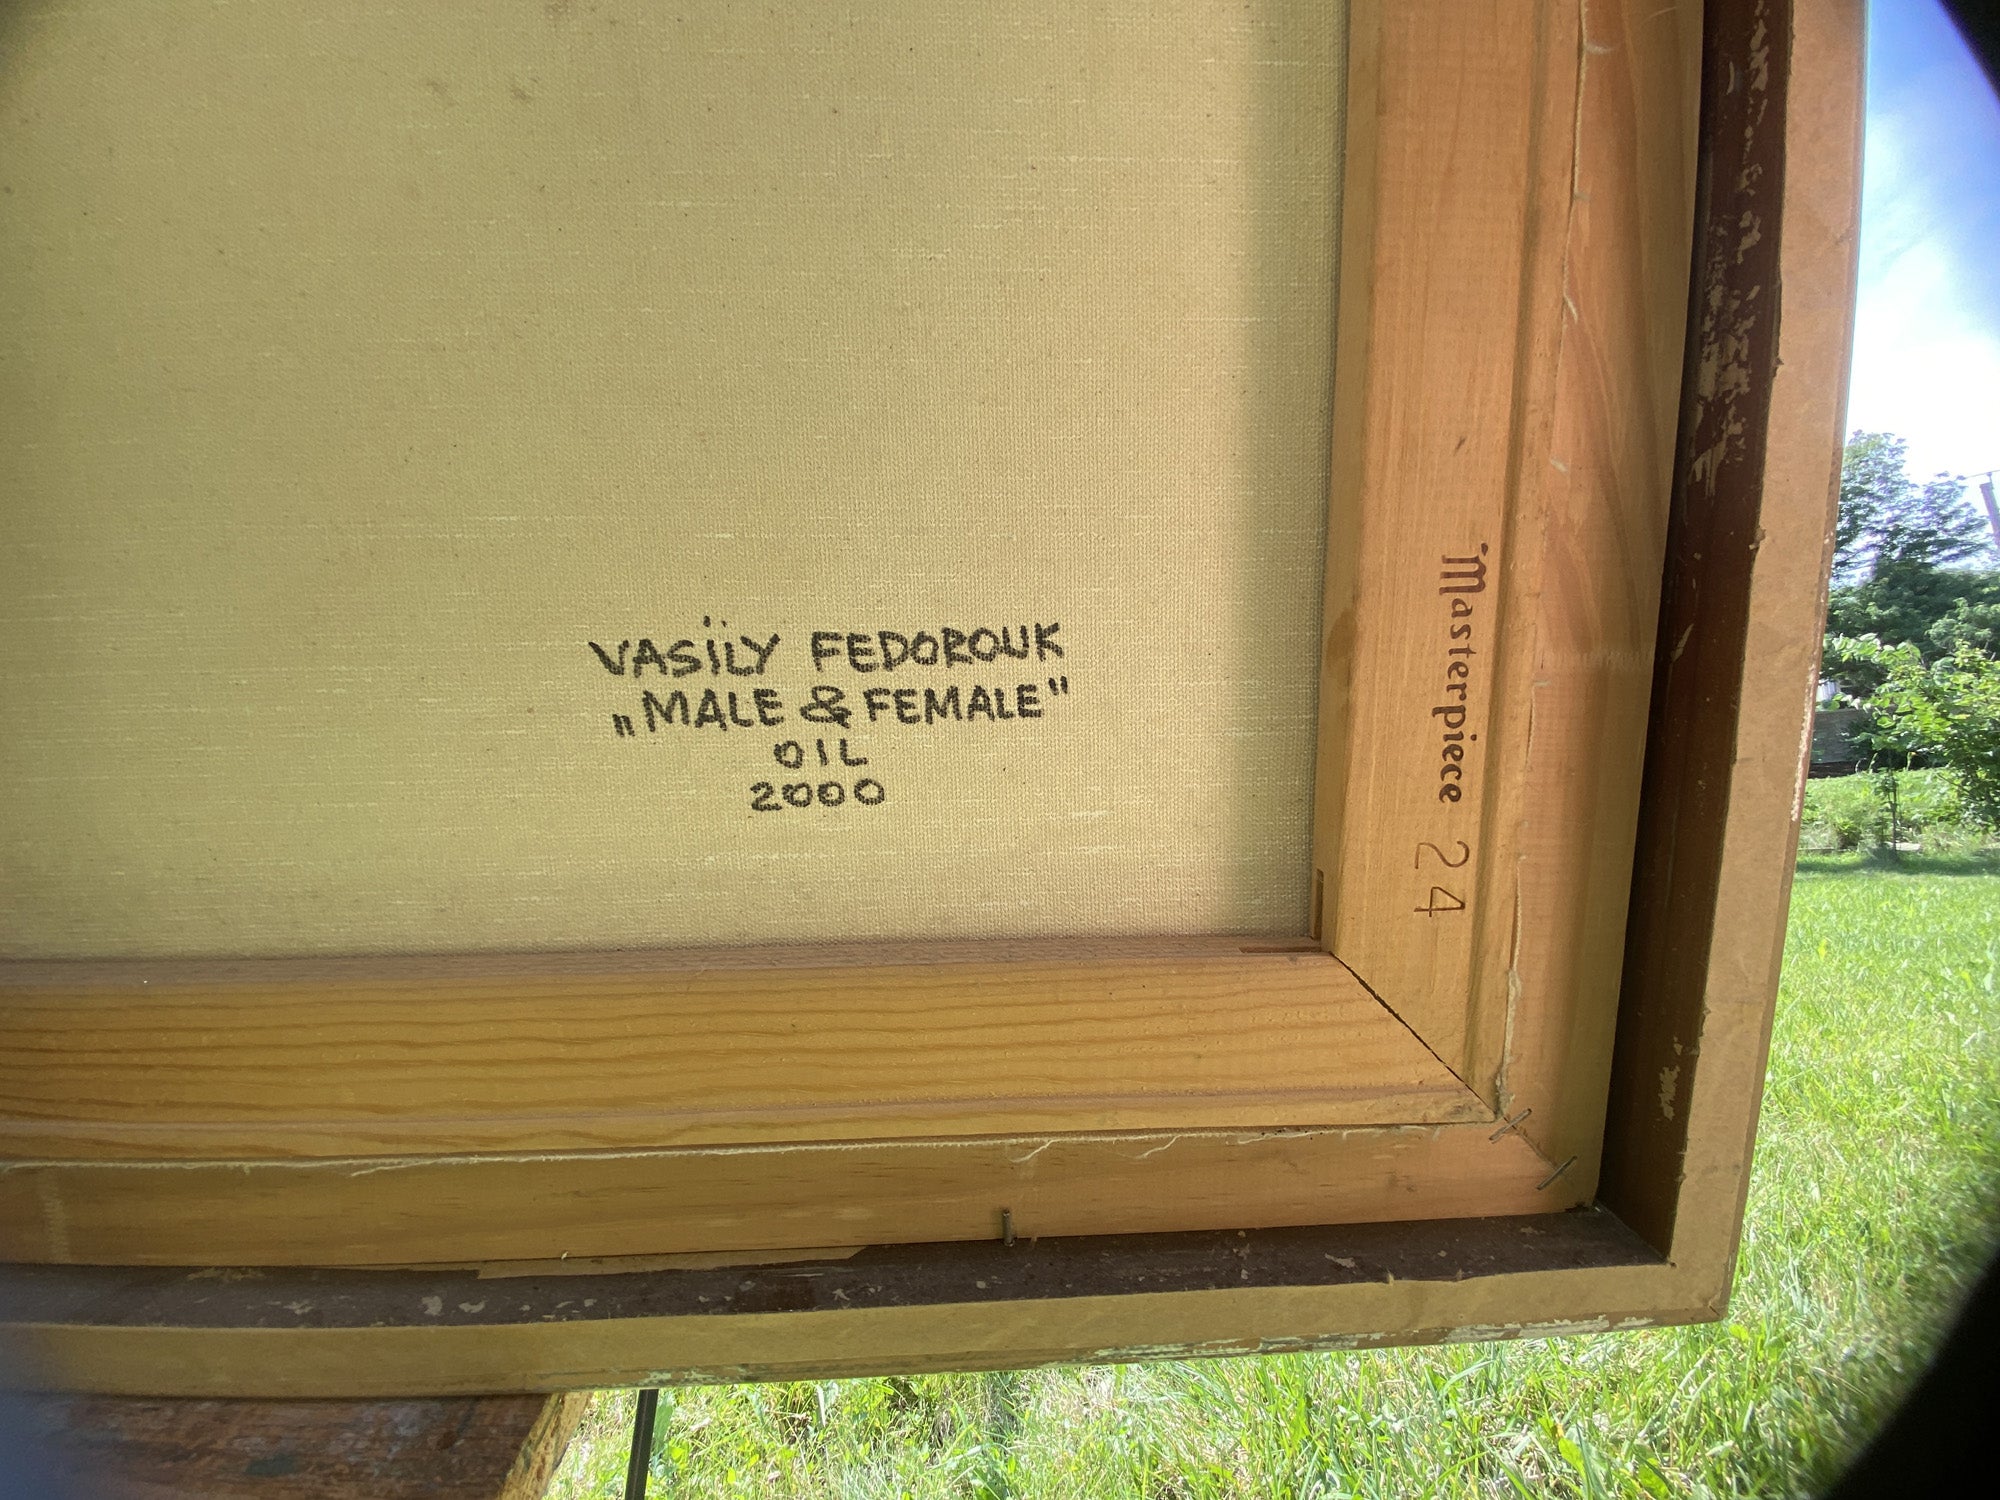 VASILY FEDOROUK
„MALE & FEMALE"
OIL
2000
Masterpiece 24